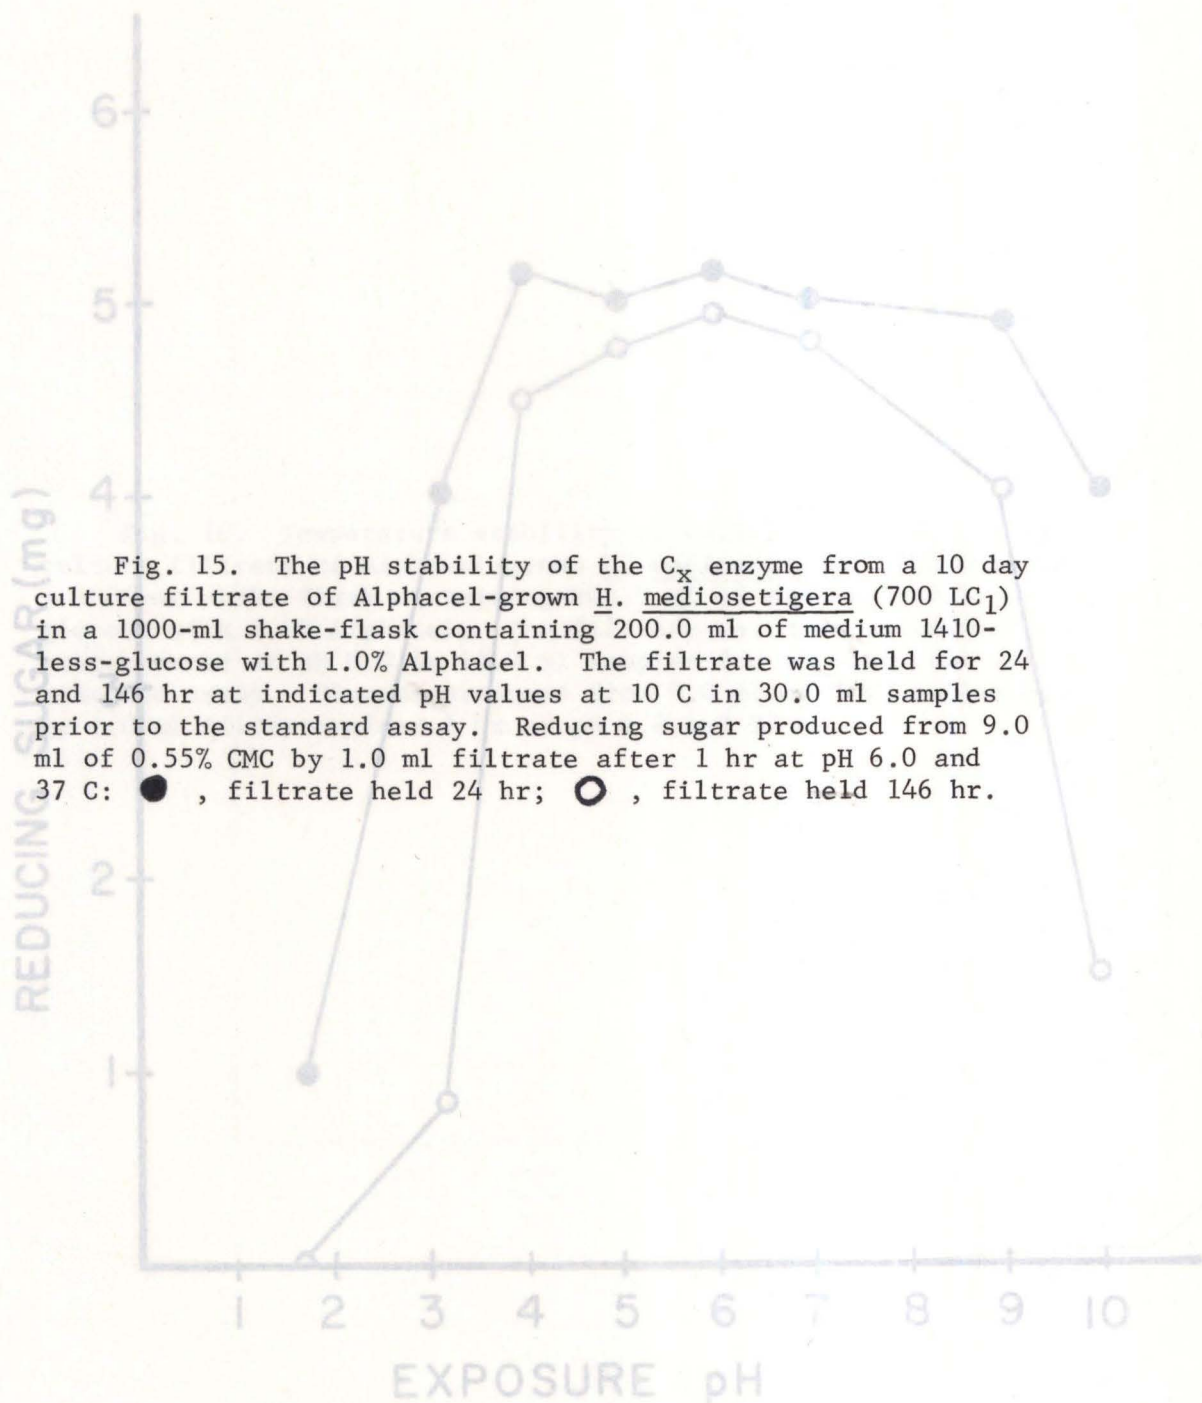 6
5
4
Fig. 15. The pH stability of the Cx enzyme from a 10 day
culture filtrate of Alphacel-grown H. mediosetigera (700 LC1)
in a 1000-ml shake-flask containing 200.0 ml of medium 1410-
less-glucose with 1.0% Alphacel. The filtrate was held for 24
and 146 hr at indicated pH values at 10 C in 30.0 ml samples
prior to the standard assay. Reducing sugar produced from 9.0
ml of 0.55% CMC by 1.0 ml filtrate after 1 hr at pH 6.0 and
37 C: ● , filtrate held 24 hr; O , filtrate held 146 hr.
2
1
REDUCING SUGAR (mg)
1 2 3 4 5 6 7 8 9 10
EXPOSURE pH